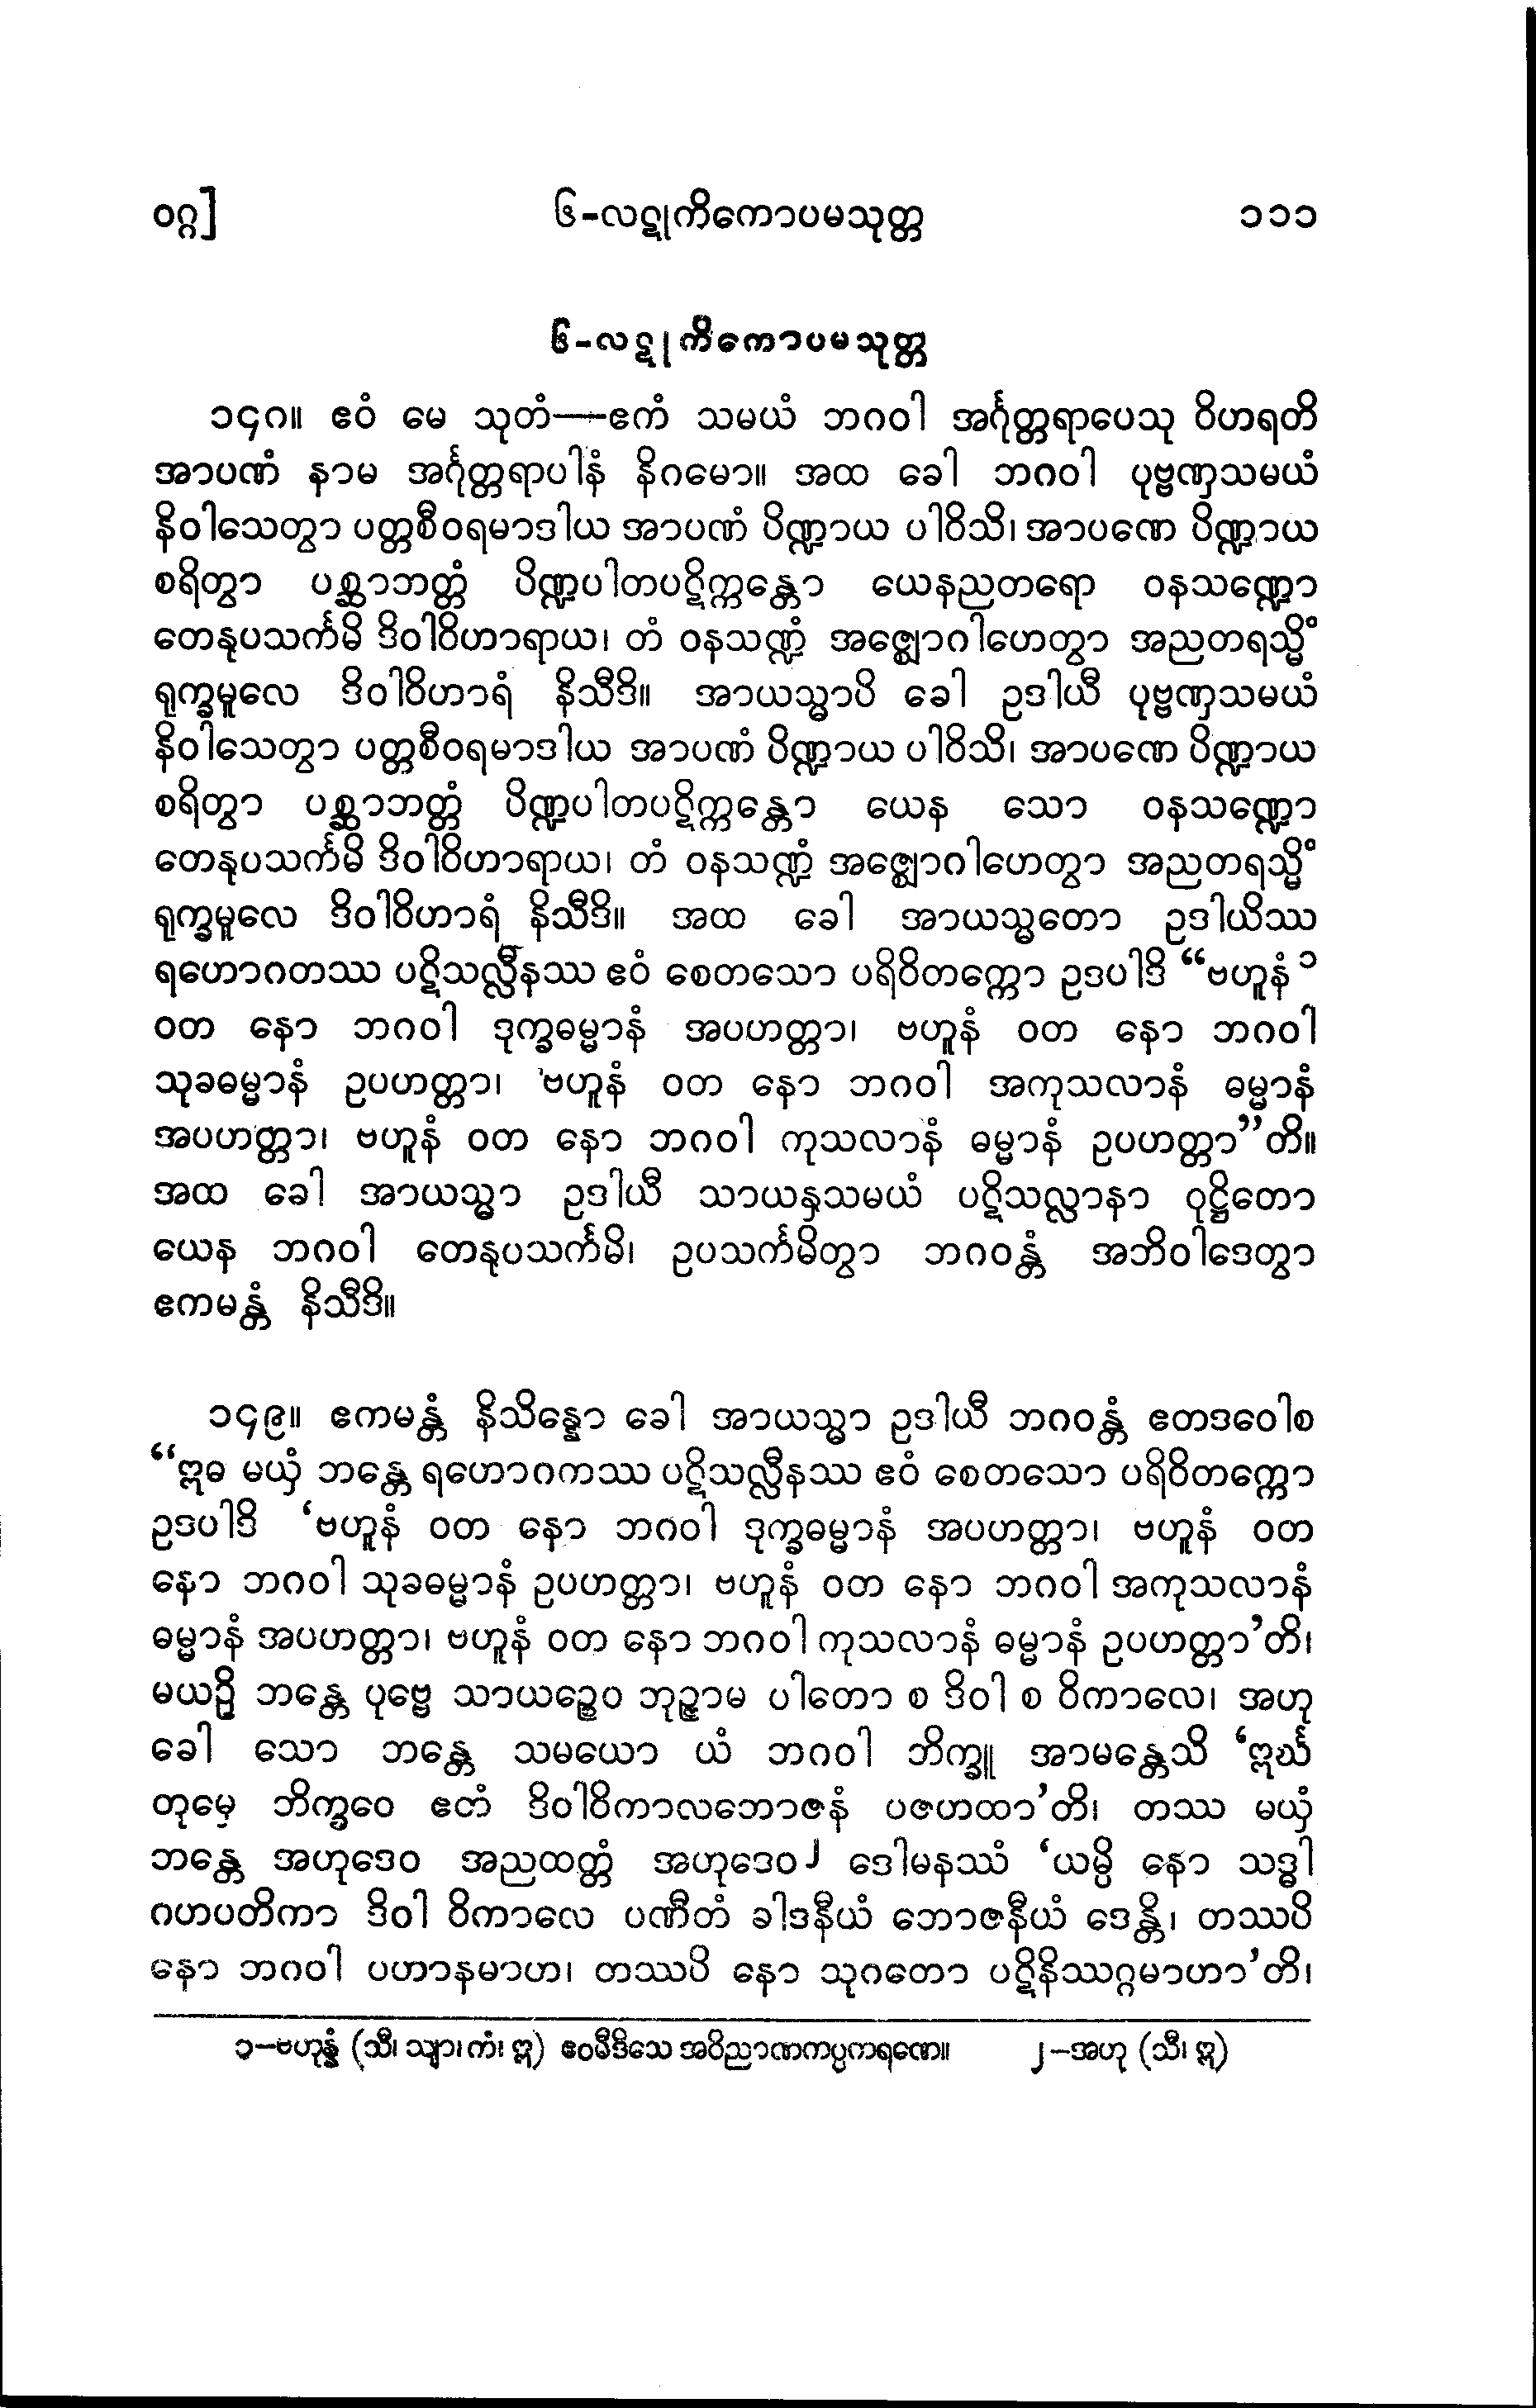 ဝဂ္ဂ]
၆-လဋုကိကောပမသုတ္တ
၁၁၁
၆-လဋုကိကောပမသုတ္တ
၁၄၈။ ဧဝံ မေ သုတံ—ဧကံ သမယံ ဘဂဝါ အင်္ဂုတ္တရာပေသု ဝိဟရတိ
အာပဏံ နာမ အင်္ဂုတ္တရာပါနံ နိဂမော။ အထ ခေါ ဘဂဝါ ပုဗ္ဗဏှသမယံ
နိဝါသေတွာ ပတ္တစီဝရမာဒါယ အာပဏံ ပိဏ္ဍာယ ပါဝိသိ၊ အာပဏေ ပိဏ္ဍာယ
စရိတွာ ပစ္ဆာဘတ္တံ ပိဏ္ဍပါတပဋိက္ကန္တော ယေနညတရော ဝနသဏ္ဍော
တေနုပသင်္ကမိ ဒိဝါဝိဟာရာယ၊ တံ ဝနသဏ္ဍံ အဇ္ဈောဂါဟေတွာ အညတရသ္မိံ
ရုက္ခမူလေ ဒိဝါဝိဟာရံ နိသီဒိ။ အာယသ္မာပိ ခေါ ဥဒါယီ ပုဗ္ဗဏှသမယံ
နိဝါသေတွာ ပတ္တစီဝရမာဒါယ အာပဏံ ပိဏ္ဍာယ ပါဝိသိ၊ အာပဏေ ပိဏ္ဍာယ
စရိတွာ ပစ္ဆာဘတ္တံ ပိဏ္ဍပါတပဋိက္ကန္တော ယေန သော ဝနသဏ္ဍော
တေနုပသင်္ကမိ ဒိဝါဝိဟာရာယ၊ တံ ဝနသဏ္ဍံ အဇ္ဈောဂါဟေတွာ အညတရသ္မိံ
ရုက္ခမူလေ ဒိဝါဝိဟာရံ နိသီဒိ။ အထ ခေါ အာယသ္မတော ဥဒါယိဿ
ရဟောဂတဿ ပဋိသလ္လီနဿ ဧဝံ စေတသော ပရိဝိတက္ကော ဥဒပါဒိ “ဗဟူနံ ၁
ဝတ နော ဘဂဝါ ဒုက္ခဓမ္မာနံ အပဟတ္တာ၊ ဗဟူနံ ဝတ နော ဘဂဝါ
သုခဓမ္မာနံ ဥပဟတ္တာ၊ ဗဟူနံ ဝတ နော ဘဂဝါ အကုသလာနံ ဓမ္မာနံ
အပဟတ္တာ၊ ဗဟူနံ ဝတ နော ဘဂဝါ ကုသလာနံ ဓမ္မာနံ ဥပဟတ္တာ”တိ။
အထ ခေါ အာယသ္မာ ဥဒါယီ သာယနှသမယံ ပဋိသလ္လာနာ ဝုဋ္ဌိတော
ယေန ဘဂဝါ တေနုပသင်္ကမိ၊ ဥပသင်္ကမိတွာ ဘဂဝန္တံ အဘိဝါဒေတွာ
ဧကမန္တံ နိသီဒိ။
၁၄၉။ ဧကမန္တံ နိသိန္နော ခေါ အာယသ္မာ ဥဒါယီ ဘဂဝန္တံ ဧတဒဝေါစ
“ဣဓ မယှံ ဘန္တေ ရဟောဂကဿ ပဋိသလ္လီနဿ ဧဝံ စေတသော ပရိဝိတက္ကော
ဥဒပါဒိ ‘ဗဟူနံ ဝတ နော ဘဂဝါ ဒုက္ခဓမ္မာနံ အပဟတ္တာ၊ ဗဟူနံ ဝတ
နော ဘဂဝါ သုခဓမ္မာနံ ဥပဟတ္တာ၊ ဗဟူနံ ဝတ နော ဘဂဝါ အကုသလာနံ
ဓမ္မာနံ အပဟတ္တာ၊ ဗဟူနံ ဝတ နော ဘဂဝါ ကုသလာနံ ဓမ္မာနံ ဥပဟတ္တာ’တိ၊
မယဉှိ ဘန္တေ ပုဗ္ဗေ သာယဉ္စေဝ ဘုဉ္ဇာမ ပါတော စ ဒိဝါ စ ဝိကာလေ၊ အဟု
ခေါ သော ဘန္တေ သမယော ယံ ဘဂဝါ ဘိက္ခူ အာမန္တေသိ ‘ဣင်္ဃ
တုမှေ ဘိက္ခဝေ ဧတံ ဒိဝါဝိကာလဘောဇနံ ပဇဟထာ’တိ၊ တဿ မယှံ
ဘန္တေ အဟုဒေဝ အညထတ္တံ အဟုဒေဝ ၂ ဒေါမနဿံ ‘ယမ္ပိ နော သဒ္ဓါ
ဂဟပတိကာ ဒိဝါ ဝိကာလေ ပဏီတံ ခါဒနီယံ ဘောဇနီယံ ဒေန္တိ၊ တဿပိ
နော ဘဂဝါ ပဟာနမာဟ၊ တဿပိ နော သုဂတော ပဋိနိဿဂ္ဂမာဟာ’တိ၊
၁—ဗဟုန္နံ (သီ၊ သျာ၊ ကံ၊ ဣ) ဧဝမီဒိသေ အဝိညာဏကပ္ပကရဏေ။ ၂—အဟု (သီ၊ ဣ)